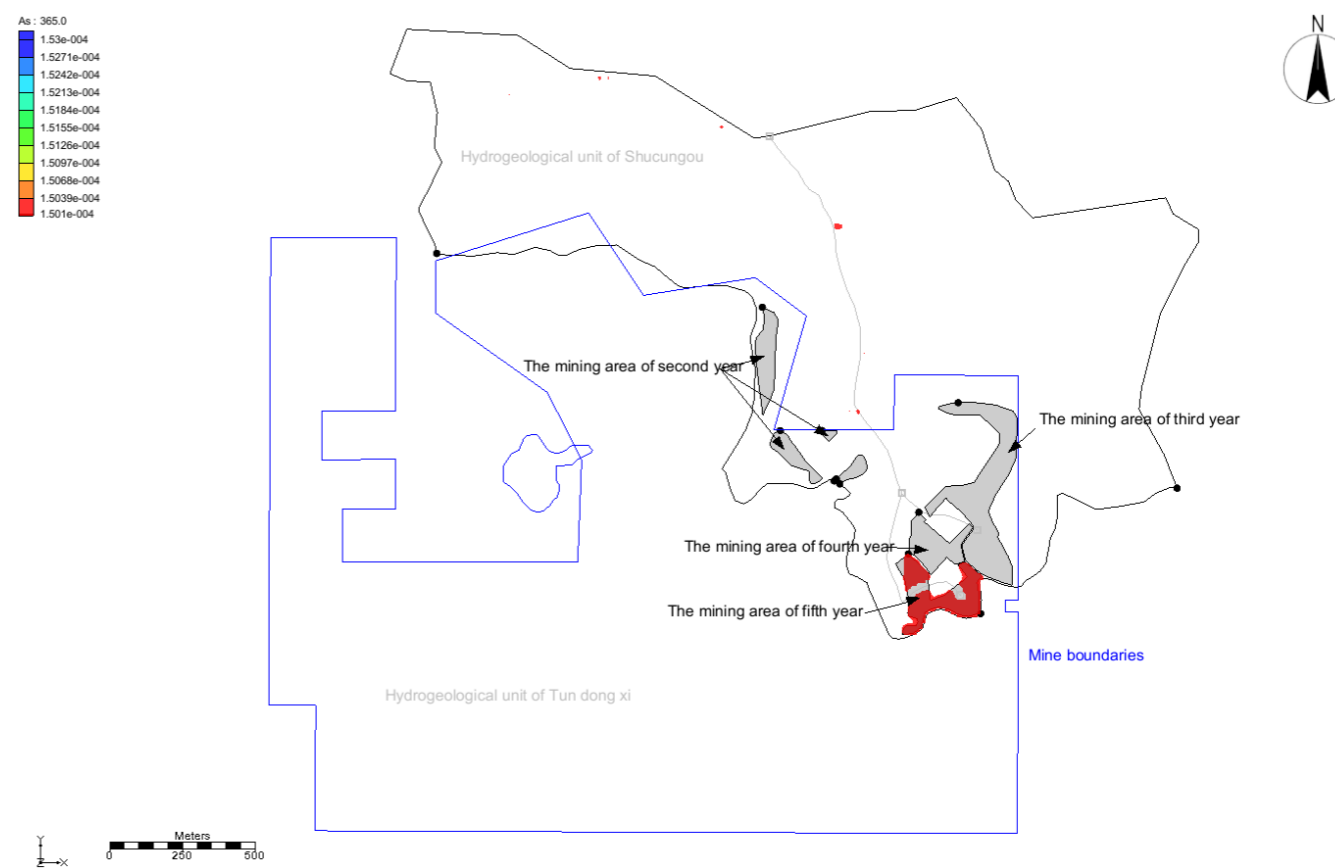 As : 365.0
1.53e-004
1.5271e-004
1.5242e-004
1.5213e-004
1.5184e-004
1.5155e-004
1.5126e-004
1.5097e-004
1.5068e-004
1.5039e-004
1.501e-004
N
Hydrogeological unit of Shucungou
The mining area of second year
The mining area of third year
The mining area of fourth year
The mining area of fifth year
Mine boundaries
Hydrogeological unit of Tun dong xi
Y
Z X
Meters
0 250 500